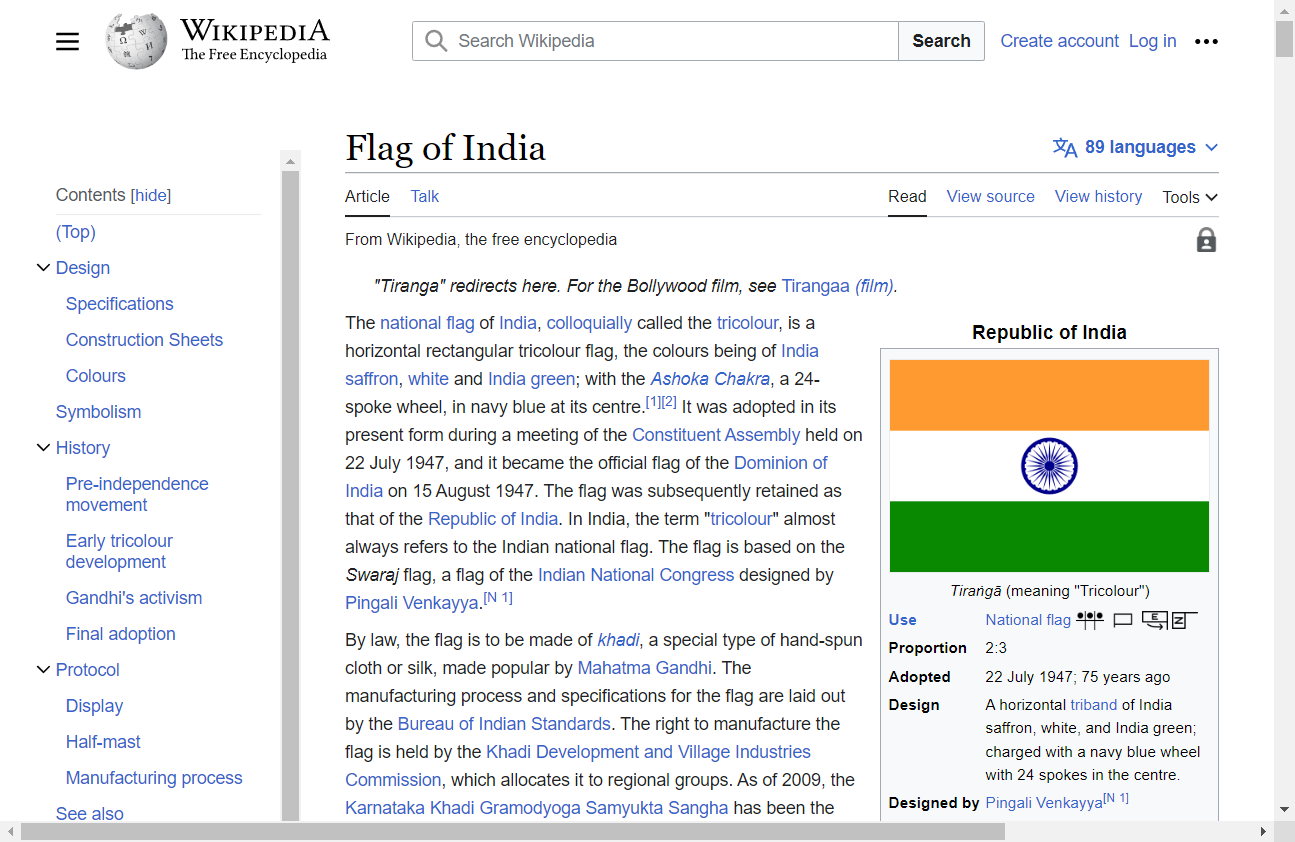 WIKIPEDIA
The Free Encyclopedia
Search Wikipedia
Search
Create account Log in
Flag of India
89 languages
Article Talk
Read View source View history Tools
From Wikipedia, the free encyclopedia
Contents [hide]
(Top)
Design
Specifications
Construction Sheets
Colours
Symbolism
History
Pre-independence
movement
Early tricolour
development
Gandhi's activism
Final adoption
Protocol
Display
Half-mast
Manufacturing process
See also
"Tiranga" redirects here. For the Bollywood film, see Tirangaa (film).
The national flag of India, colloquially called the tricolour, is a
horizontal rectangular tricolour flag, the colours being of India
saffron, white and India green; with the Ashoka Chakra, a 24-
spoke wheel, in navy blue at its centre.[1][2] It was adopted in its
present form during a meeting of the Constituent Assembly held on
22 July 1947, and it became the official flag of the Dominion of
India on 15 August 1947. The flag was subsequently retained as
that of the Republic of India. In India, the term "tricolour" almost
always refers to the Indian national flag. The flag is based on the
Swaraj flag, a flag of the Indian National Congress designed by
Pingali Venkayya.[N 1]
By law, the flag is to be made of khadi, a special type of hand-spun
cloth or silk, made popular by Mahatma Gandhi. The
manufacturing process and specifications for the flag are laid out
by the Bureau of Indian Standards. The right to manufacture the
flag is held by the Khadi Development and Village Industries
Commission, which allocates it to regional groups. As of 2009, the
Karnataka Khadi Gramodyoga Samyukta Sangha has been the
Republic of India
Tiraṅgā (meaning "Tricolour")
Use National flag
Proportion 2:3
Adopted 22 July 1947; 75 years ago
Design A horizontal triband of India
saffron, white, and India green;
charged with a navy blue wheel
with 24 spokes in the centre.
Designed by Pingali Venkayya[N 1]